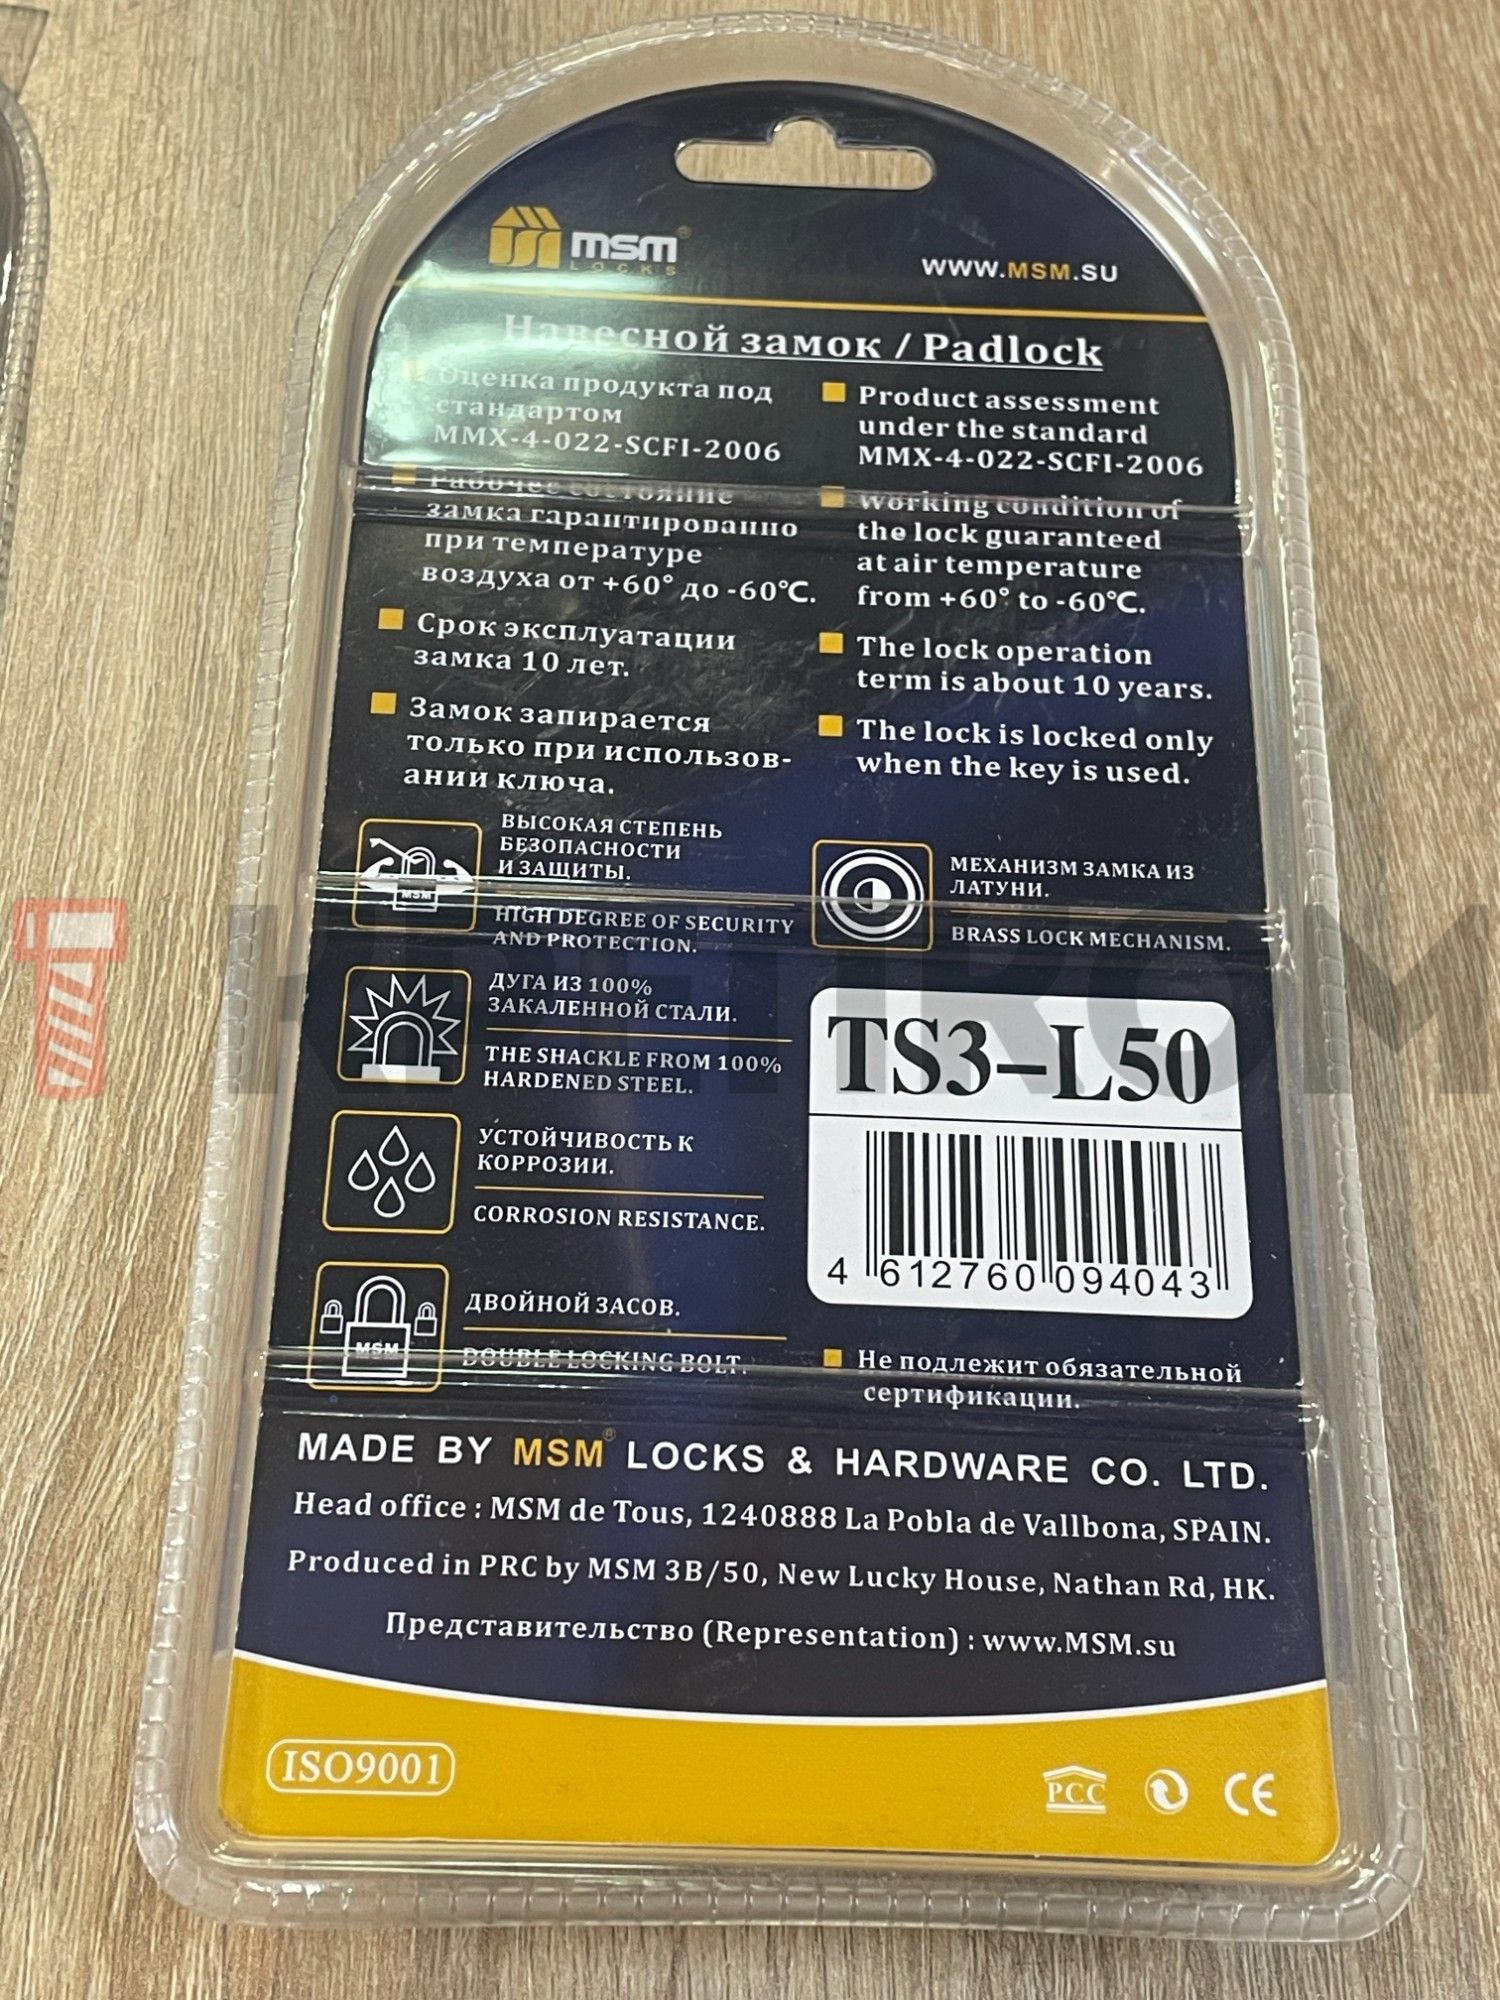 msm®
LOCKS
WWW.MSM.SU
Навесной замок / Padlock
Оценка продукта под
стандартом
MMX-4-022-SCFI-2006
Рабочее состояние
замка гарантированно
при температуре
воздуха от +60° до -60℃.
Срок эксплуатации
замка 10 лет.
Замок запирается
только при использов-
ании ключа.
Product assessment
under the standard
MMX-4-022-SCFI-2006
Working condition of
the lock guaranteed
at air temperature
from +60° to -60℃.
The lock operation
term is about 10 years.
The lock is locked only
when the key is used.
MSM
ВЫСОКАЯ СТЕПЕНЬ
БЕЗОПАСНОСТИ
И ЗАЩИТЫ.
HIGH DEGREE OF SECURITY
AND PROTECTION.
МЕХАНИЗМ ЗАМКА ИЗ
ЛАТУНИ.
BRASS LOCK MECHANISM.
ДУГА ИЗ 100%
ЗАКАЛЕННОЙ СТАЛИ.
THE SHACKLE FROM 100%
HARDENED STEEL.
УСТОЙЧИВОСТЬ К
КОРРОЗИИ.
CORROSION RESISTANCE.
MSM
ДВОЙНОЙ ЗАСОВ.
DOUBLE LOCKING BOLT.
TS3-L50
4 612760 094043
Не подлежит обязательной
сертификации.
MADE BY MSM® LOCKS & HARDWARE CO. LTD.
Head office : MSM de Tous, 1240888 La Pobla de Vallbona, SPAIN.
Produced in PRC by MSM 3B/50, New Lucky House, Nathan Rd, HK.
Представительство (Representation) : www.MSM.su
ISO9001
РСС
CE